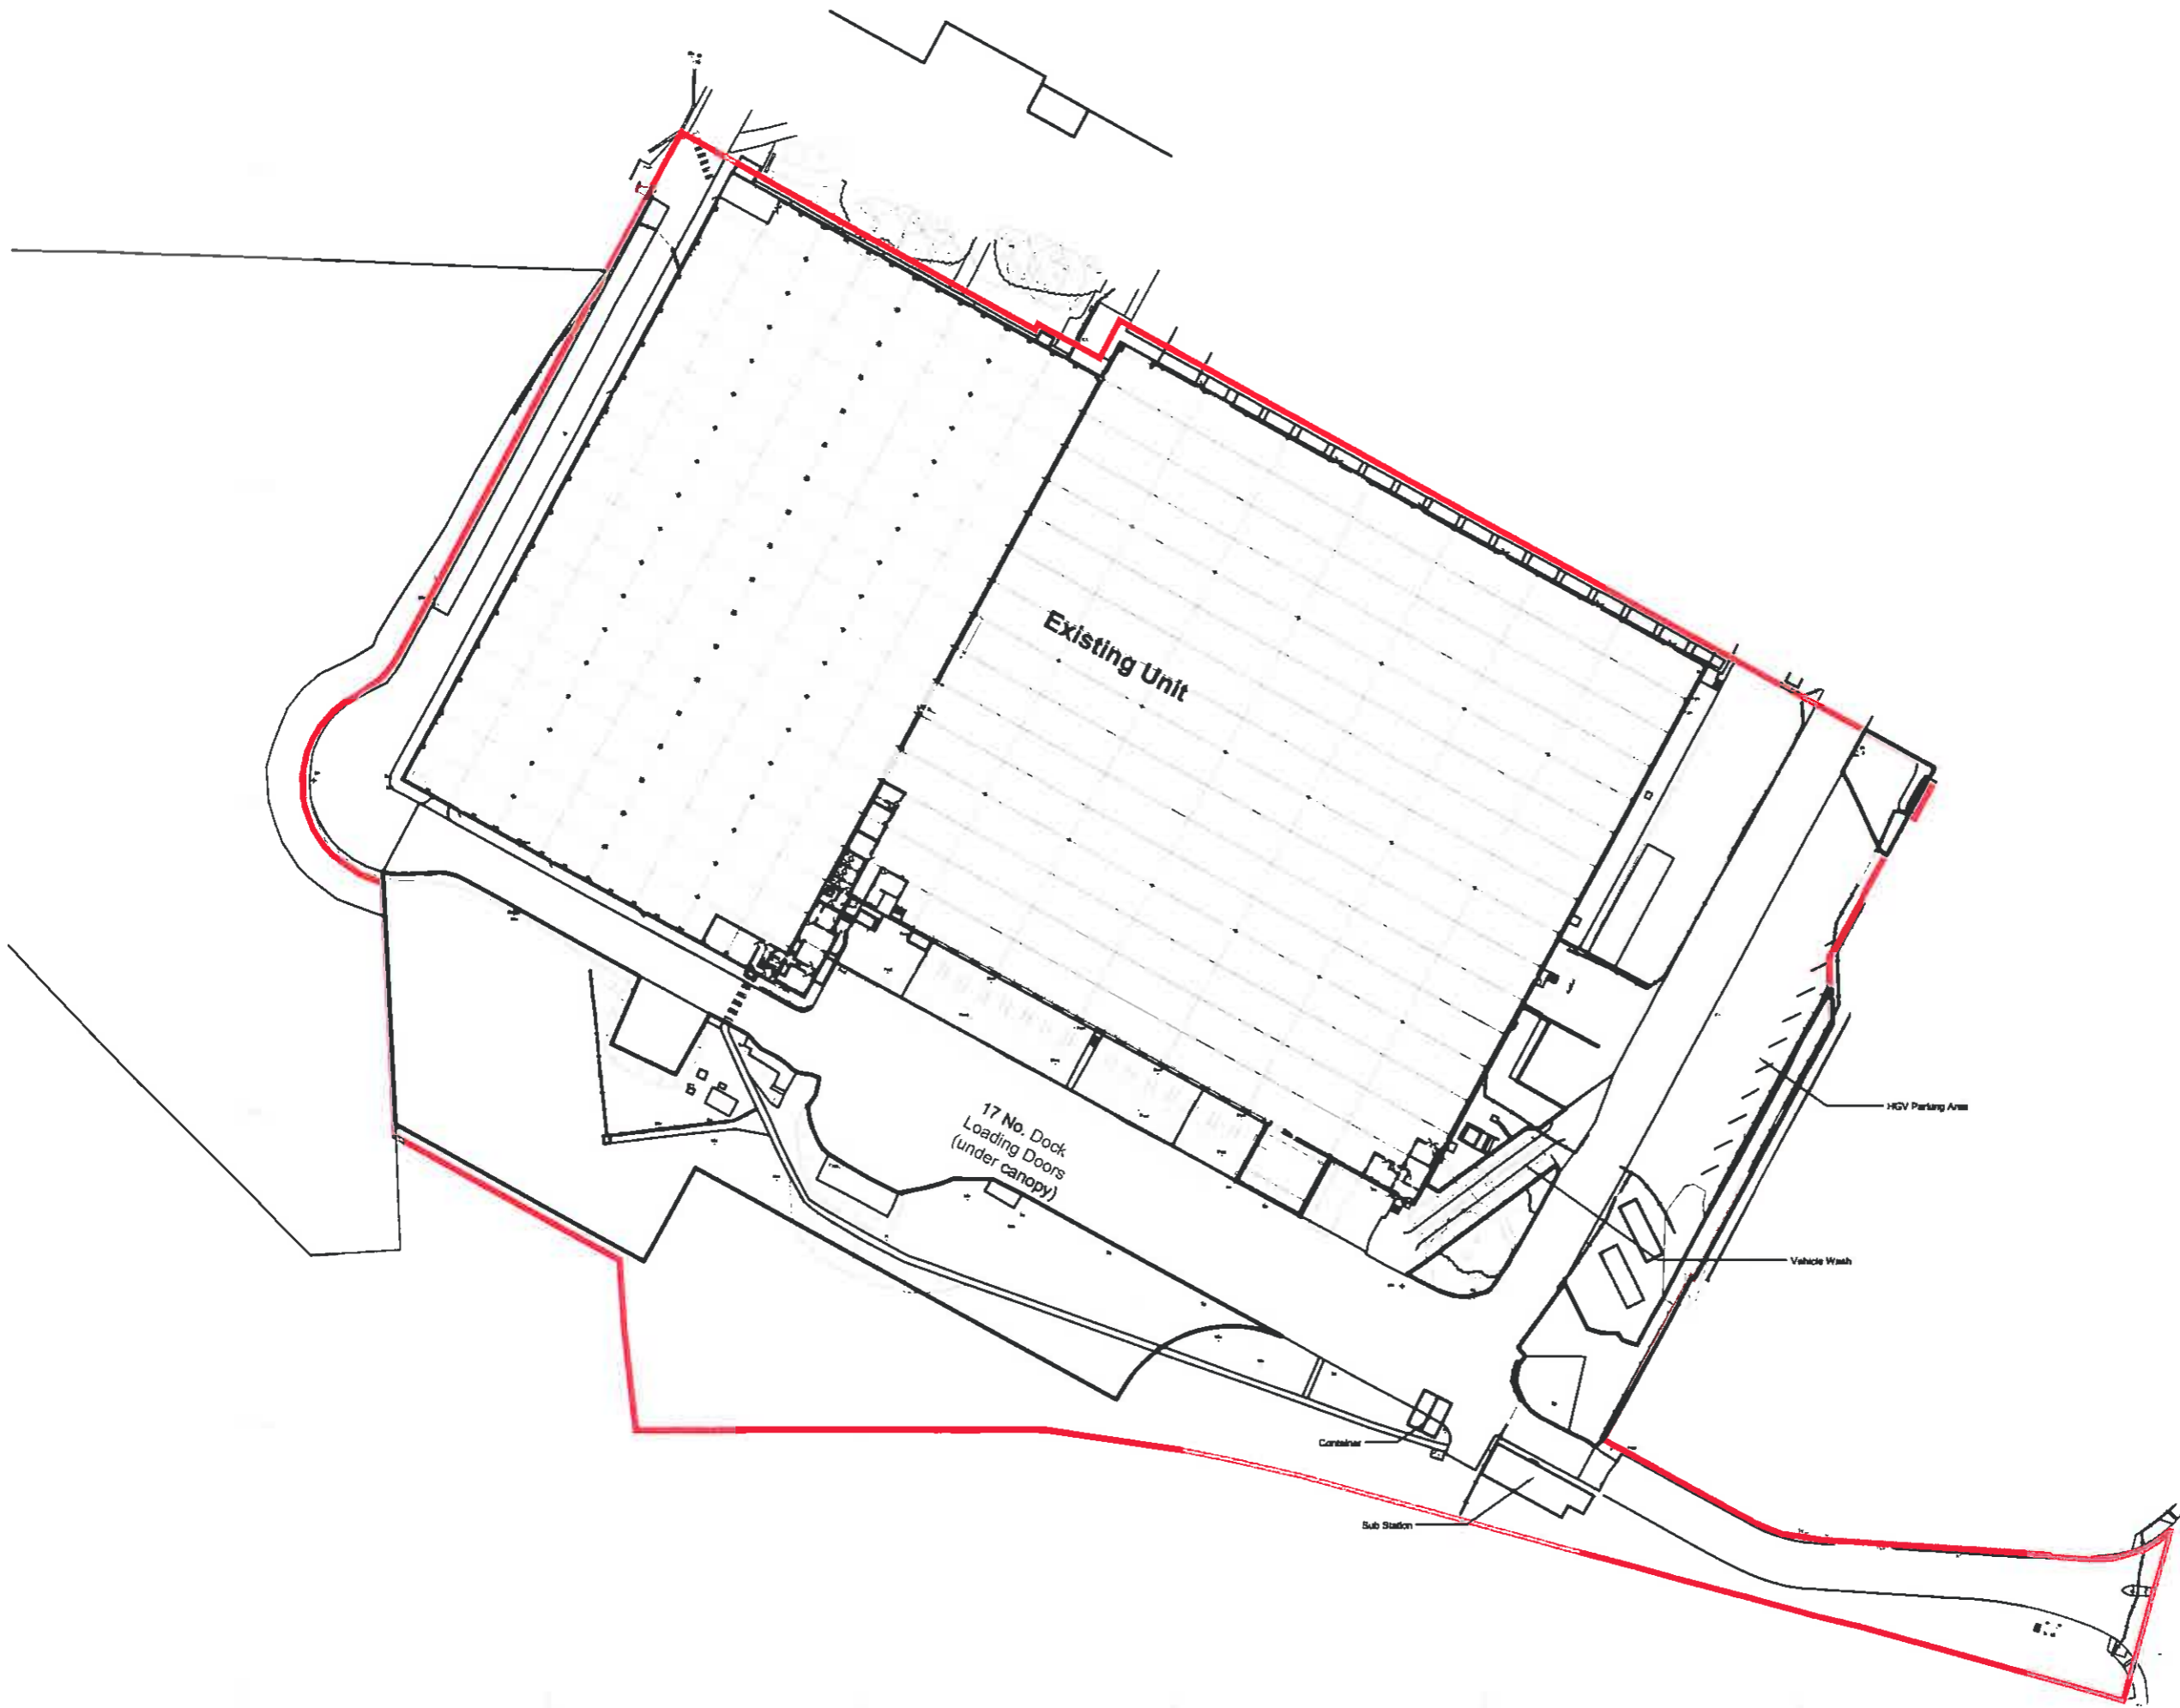 Existing Unit
17 No. Dock
Loading Doors
(under canopy)
HGV Parking Area
Vehicle Wash
Container
Sub Station